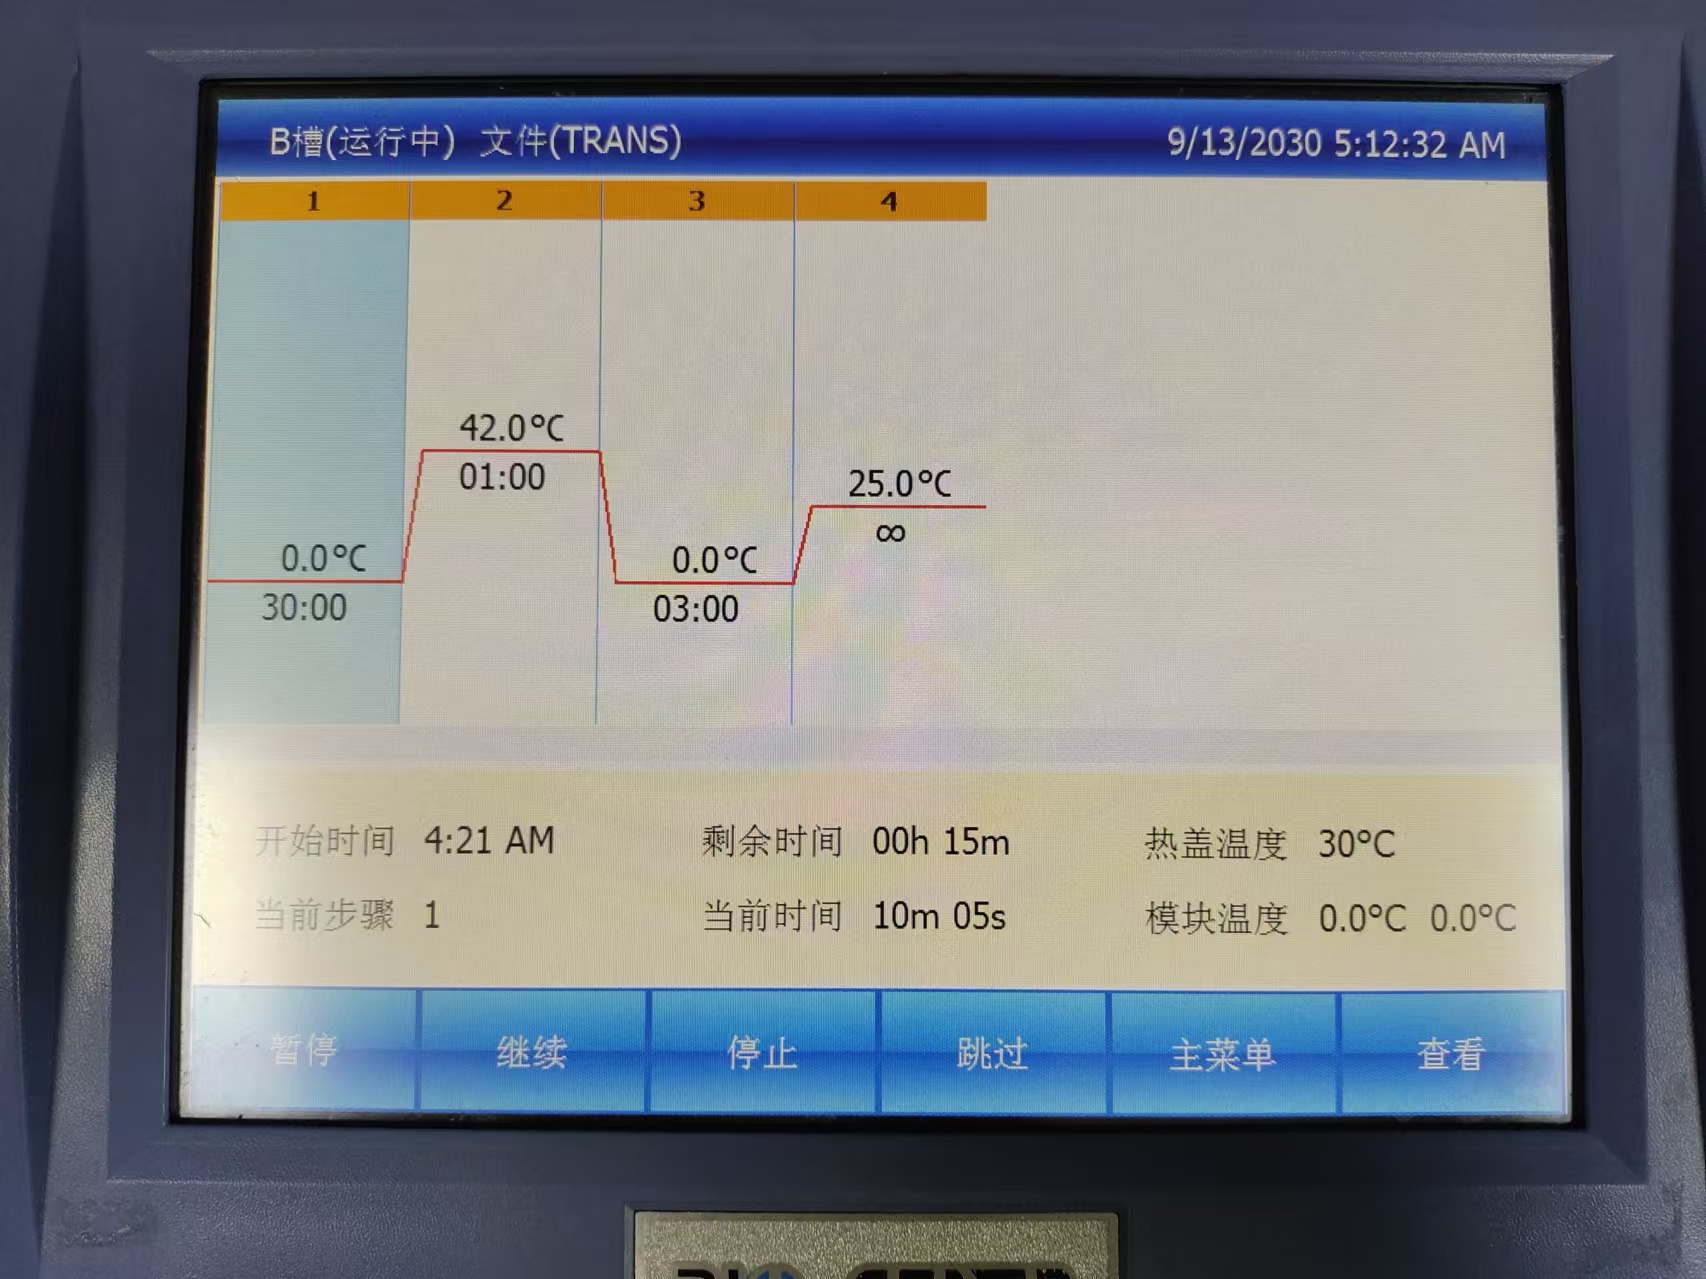 B槽(运行中) 文件(TRANS) 9/13/2030 5:12:32 AM
1 2 3 4
42.0°C
01:00
25.0°C
∞
0.0°C
30:00
0.0°C
03:00
开始时间 4:21 AM 剩余时间 00h 15m 热盖温度 30°C
当前步骤 1 当前时间 10m 05s 模块温度 0.0°C 0.0°C
暂停 继续 停止 跳过 主菜单 查看